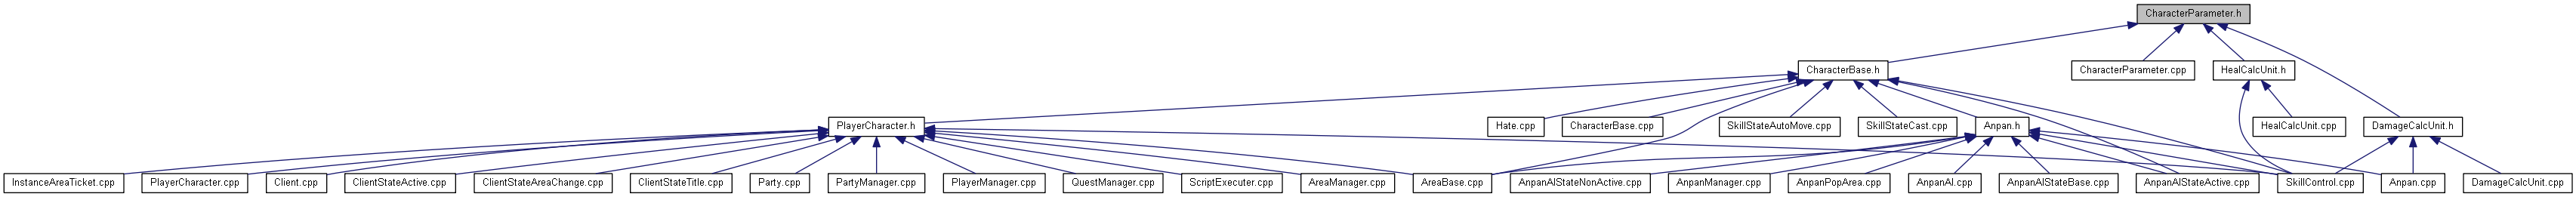 CharacterParameter.h
CharacterBase.h
CharacterParameter.cpp
HealCalcUnit.h
PlayerCharacter.h
Hate.cpp
CharacterBase.cpp
SkillStateAutoMove.cpp
SkillStateCast.cpp
Anpan.h
HealCalcUnit.cpp
DamageCalcUnit.h
InstanceAreaTicket.cpp
PlayerCharacter.cpp
Client.cpp
ClientStateActive.cpp
ClientStateAreaChange.cpp
ClientStateTitle.cpp
Party.cpp
PartyManager.cpp
PlayerManager.cpp
QuestManager.cpp
ScriptExecuter.cpp
AreaManager.cpp
AreaBase.cpp
AnpanAIStateNonActive.cpp
AnpanManager.cpp
AnpanPopArea.cpp
AnpanAI.cpp
AnpanAIStateBase.cpp
AnpanAIStateActive.cpp
SkillControl.cpp
Anpan.cpp
DamageCalcUnit.cpp